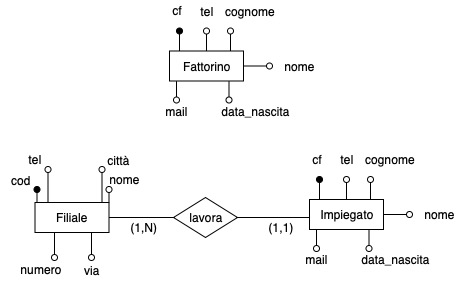 cf tel cognome
Fattorino
nome
mail data_nascita
tel città
cod nome
Filiale
(1,N)
lavora
(1,1)
numero via
cf tel cognome
Impiegato
nome
mail data_nascita